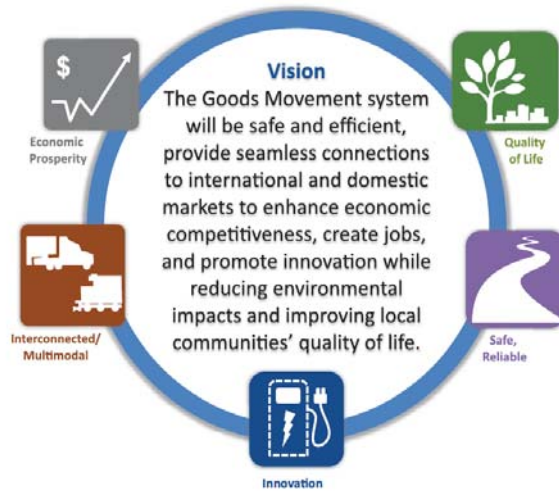 $
Economic
Prosperity
Vision
The Goods Movement system
will be safe and efficient,
provide seamless connections
to international and domestic
markets to enhance economic
competitiveness, create jobs,
and promote innovation while
reducing environmental
impacts and improving local
communities’ quality of life.
Quality
of Life
Interconnected/
Multimodal
Safe,
Reliable
Innovation